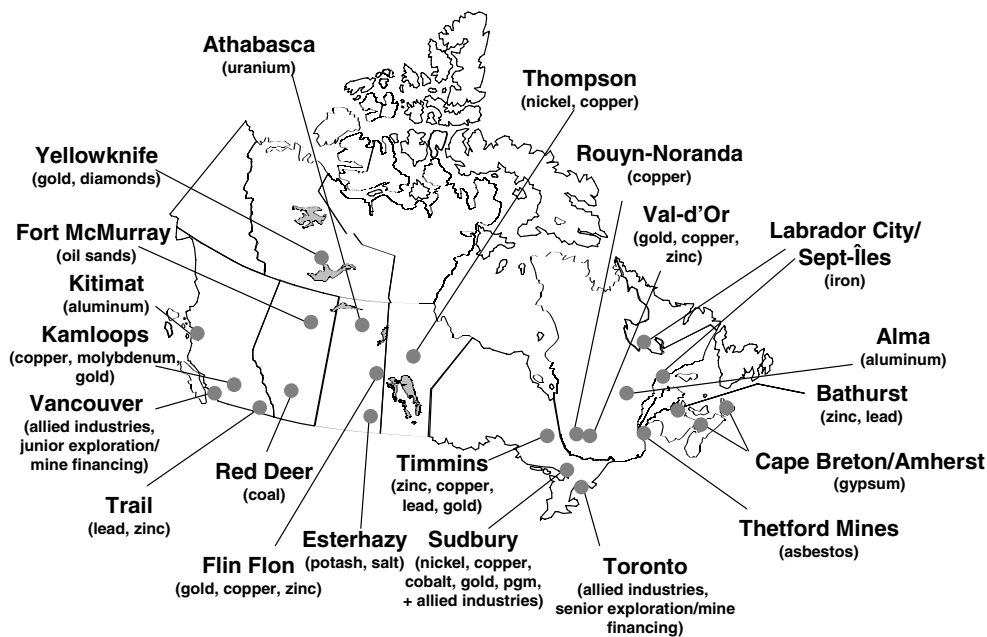 Athabasca
(uranium)
Thompson
(nickel, copper)
Rouyn-Noranda
(copper)
Yellowknife
(gold, diamonds)
Val-d’Or
(gold, copper,
zinc)
Labrador City/
Sept-Îles
(iron)
Fort McMurray
(oil sands)
Kitimat
(aluminum)
Kamloops
(copper, molybdenum,
gold)
Alma
(aluminum)
Vancouver
(allied industries,
junior exploration/
mine financing)
Bathurst
(zinc, lead)
Cape Breton/Amherst
(gypsum)
Red Deer
(coal)
Timmins
(zinc, copper,
lead, gold)
Trail
(lead, zinc)
Thetford Mines
(asbestos)
Esterhazy
(potash, salt)
Sudbury
(nickel, copper,
cobalt, gold, pgm,
+ allied industries)
Flin Flon
(gold, copper, zinc)
Toronto
(allied industries,
senior exploration/mine
financing)